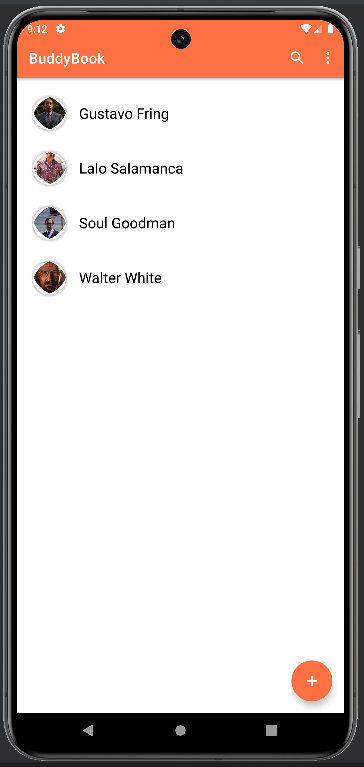 9:12
BuddyBook
Gustavo Fring
Lalo Salamanca
Soul Goodman
Walter White
+